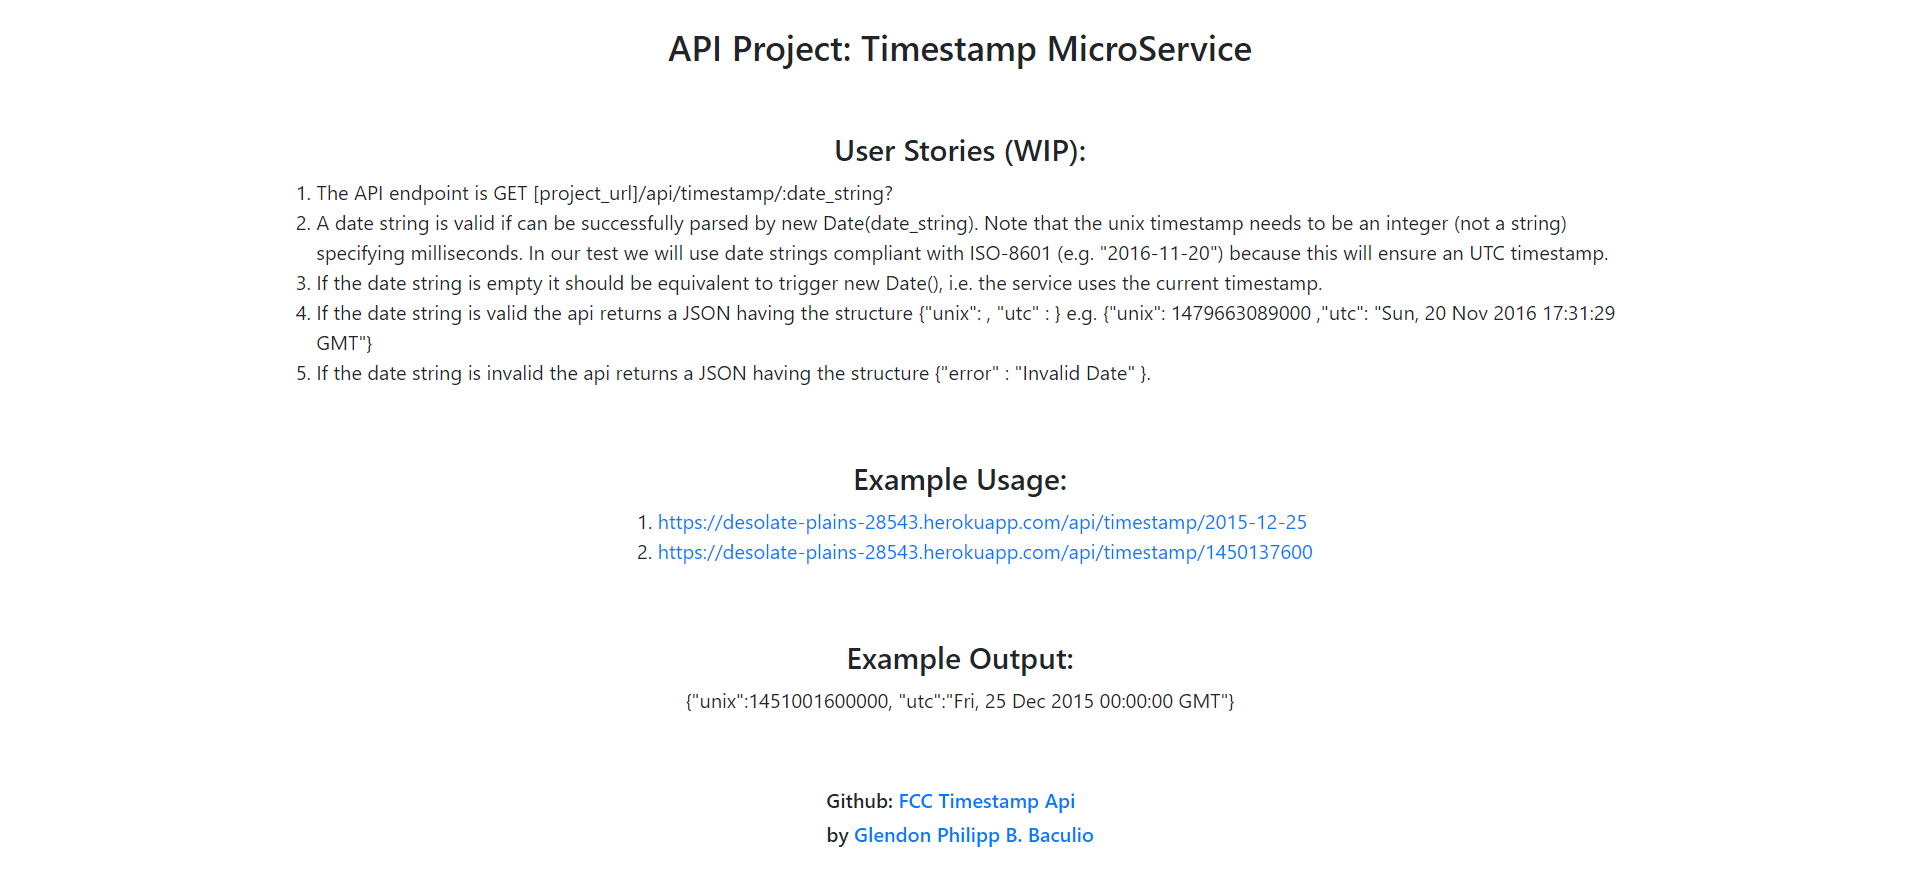 API Project: Timestamp MicroService
User Stories (WIP):
1. The API endpoint is GET [project_url]/api/timestamp/:date_string?
2. A date string is valid if can be successfully parsed by new Date(date_string). Note that the unix timestamp needs to be an integer (not a string)
specifying milliseconds. In our test we will use date strings compliant with ISO-8601 (e.g. "2016-11-20") because this will ensure an UTC timestamp.
3. If the date string is empty it should be equivalent to trigger new Date(), i.e. the service uses the current timestamp.
4. If the date string is valid the api returns a JSON having the structure {"unix": , "utc" : } e.g. {"unix": 1479663089000 ,"utc": "Sun, 20 Nov 2016 17:31:29
GMT"}
5. If the date string is invalid the api returns a JSON having the structure {"error" : "Invalid Date" }.
Example Usage:
1. https://desolate-plains-28543.herokuapp.com/api/timestamp/2015-12-25
2. https://desolate-plains-28543.herokuapp.com/api/timestamp/1450137600
Example Output:
{"unix":1451001600000, "utc":"Fri, 25 Dec 2015 00:00:00 GMT"}
Github: FCC Timestamp Api
by Glendon Philipp B. Baculio